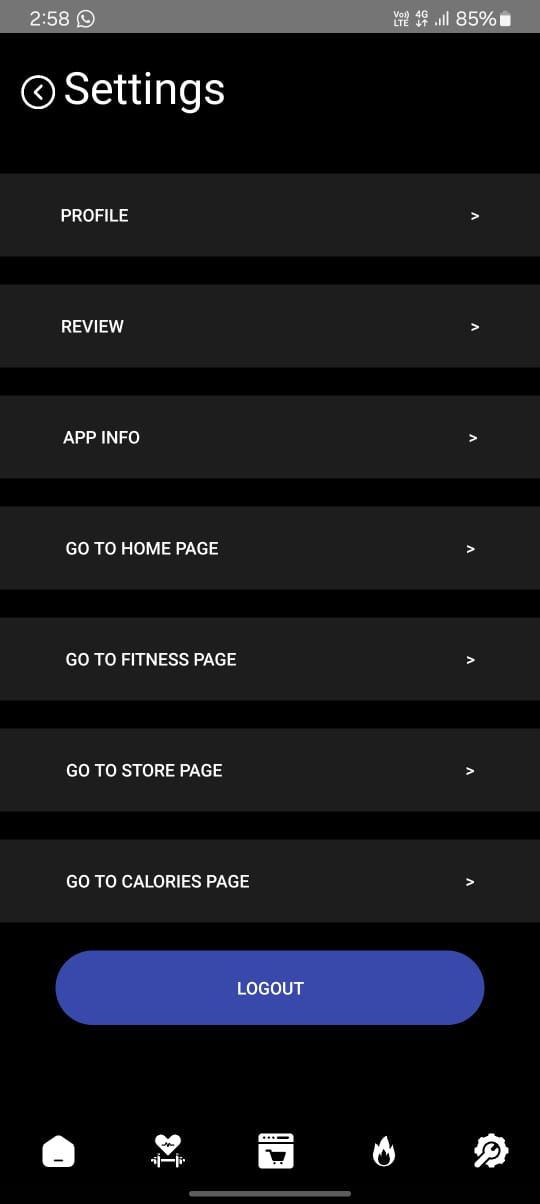 2:58 Vo)) LTE 4G 85%
Settings
PROFILE >
REVIEW >
APP INFO >
GO TO HOME PAGE >
GO TO FITNESS PAGE >
GO TO STORE PAGE >
GO TO CALORIES PAGE >
LOGOUT